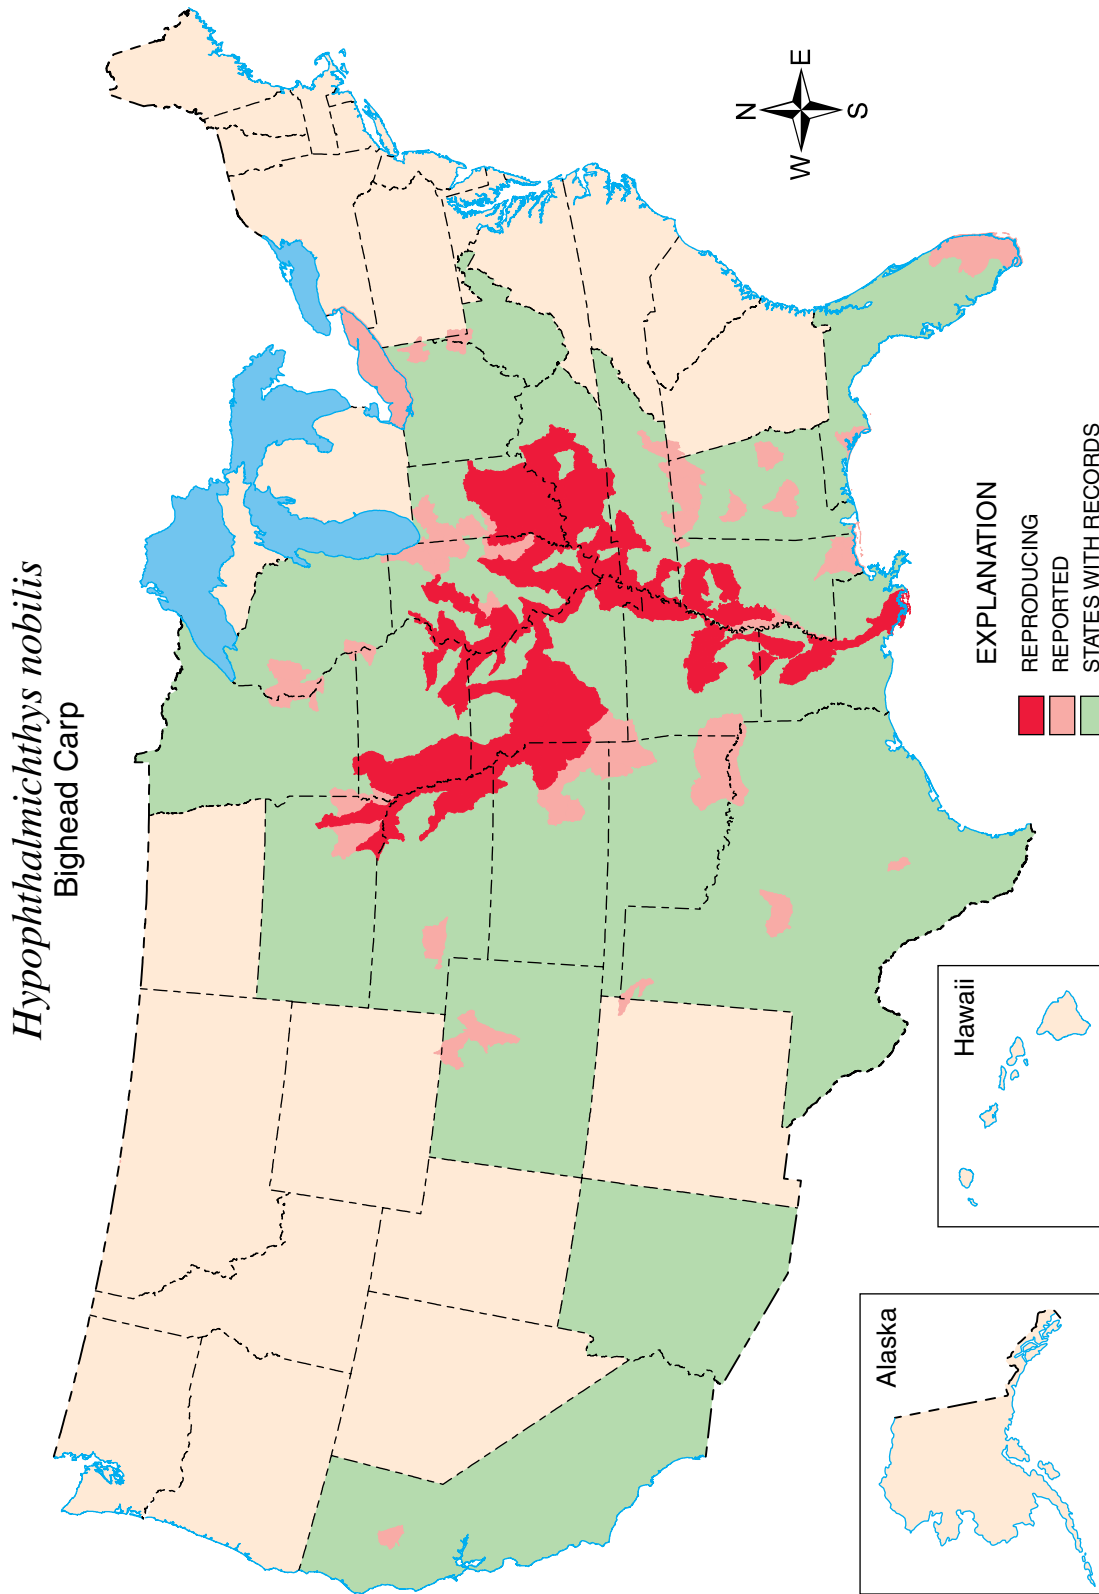 Hypophthalmichthys nobilis
Bighead Carp
N
W
E
S
EXPLANATION
REPRODUCING
REPORTED
STATES WITH RECORDS
Hawaii
Alaska